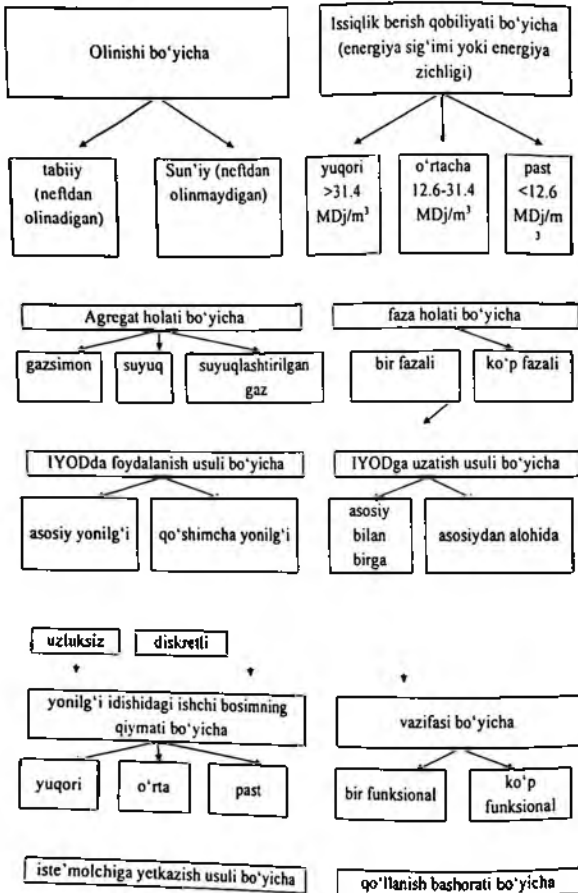 Olinishi bo‘yicha
Issiqlik berish qobiliyati bo‘yicha
(energiya sig‘imi yoki energiya
zichligi)
tabiiy
(neftdan
olinadigan)
Sun’iy (neftdan
olinmaydigan)
yuqori
>31.4
MDj/m³
o‘rtacha
12.6-31.4
MDj/m³
past
<12.6
MDj/m
³
Agregat holati bo‘yicha
faza holati bo‘yicha
gazsimon
suyuq
suyuqlashtirilgan
gaz
bir fazali
ko‘p fazali
IYODda foydalanish usuli bo‘yicha
IYODga uzatish usuli bo‘yicha
asosiy yonilg‘i
qo‘shimcha yonilg‘i
asosiy
bilan
birga
asosiydan alohida
uzluksiz
diskretli
yonilg‘i idishidagi ishchi bosimning
qiymati bo‘yicha
vazifasi bo‘yicha
yuqori
o‘rta
past
bir funksional
ko‘p
funksional
iste’molchiga yetkazish usuli bo‘yicha
qo‘llanish bashorati bo‘yicha